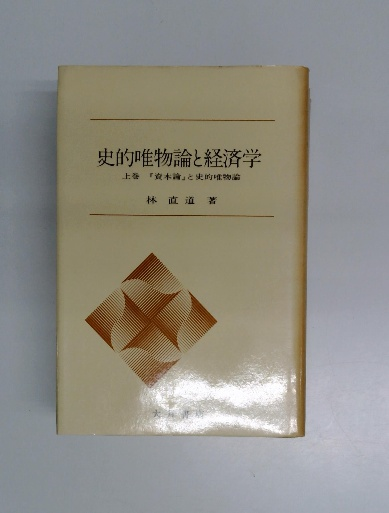 史的唯物論と経済学
上巻 『資本論』と史的唯物論
林 直道 著